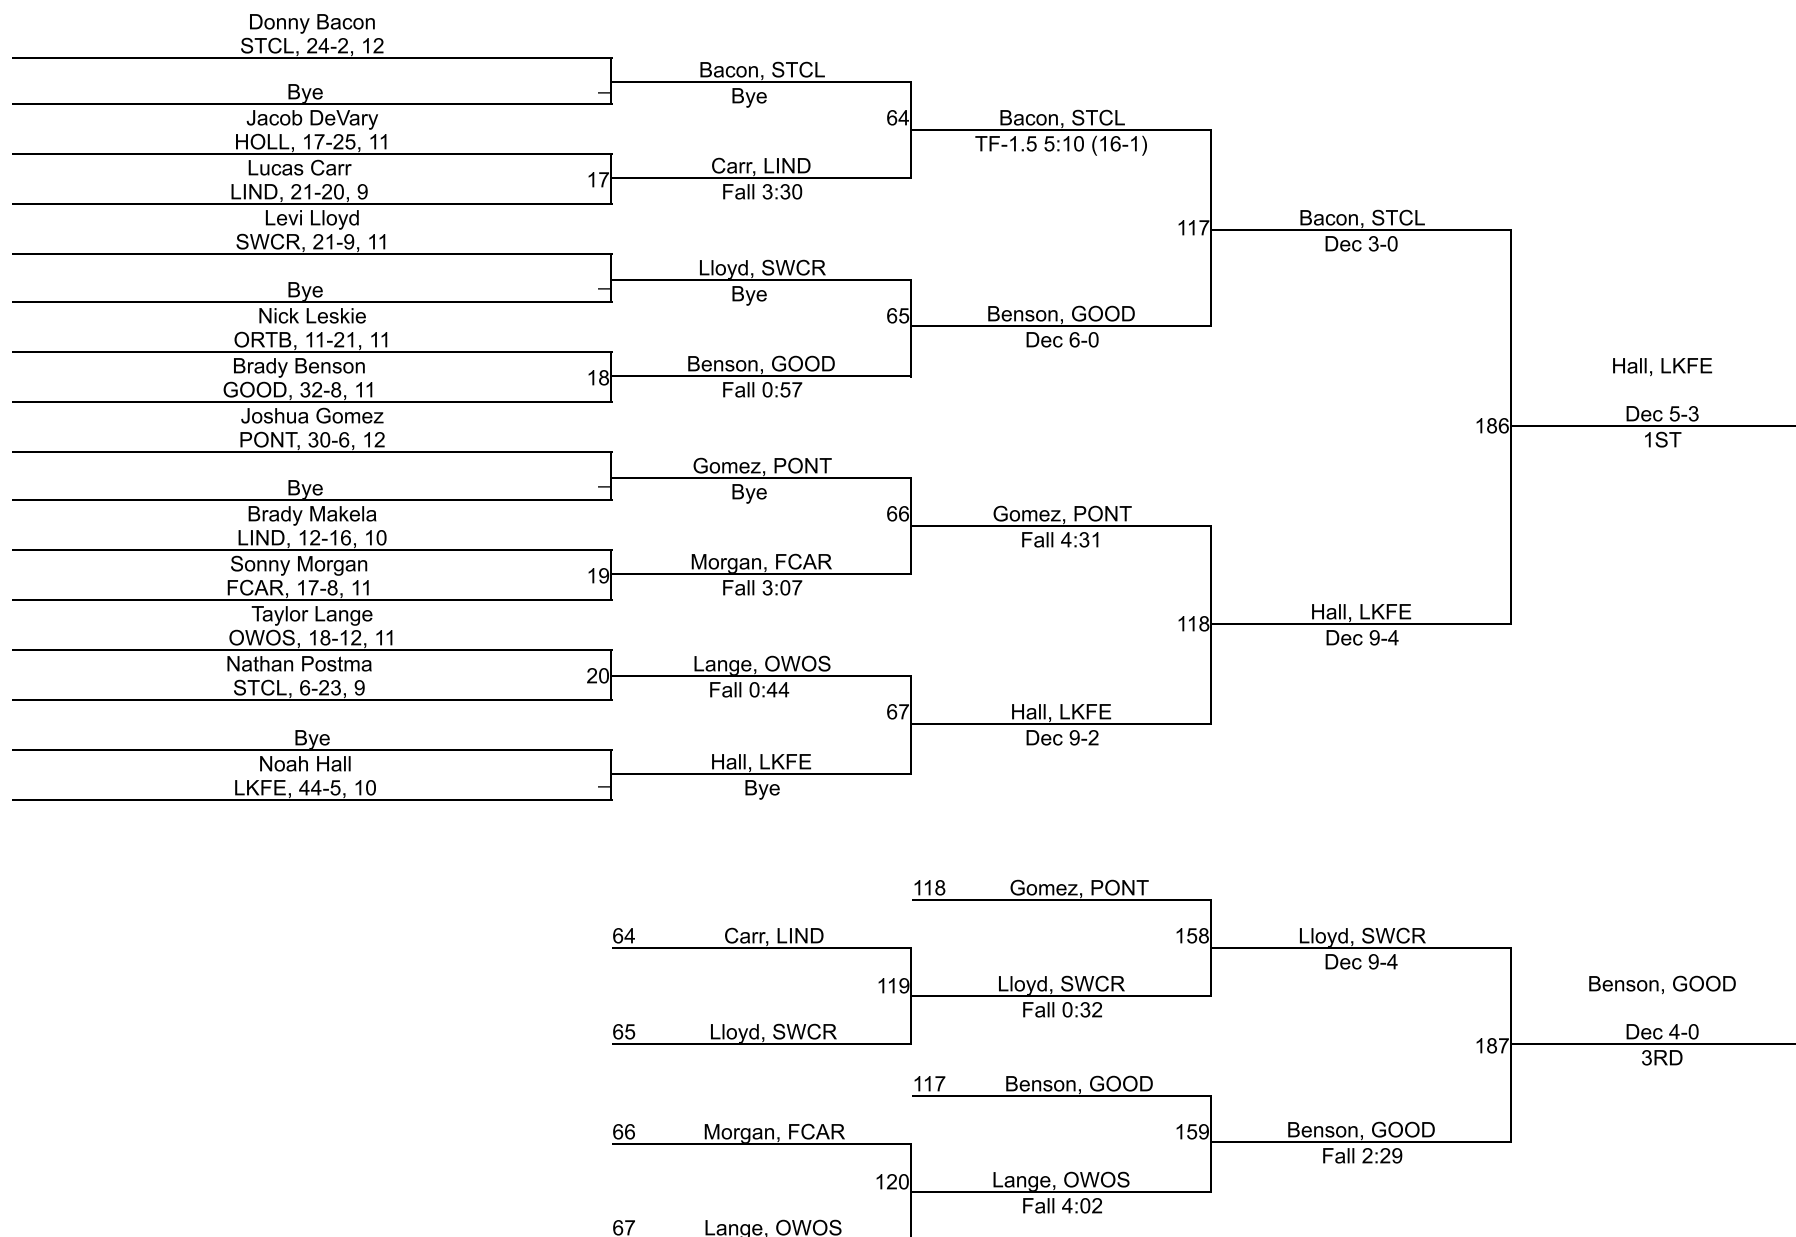 Donny Bacon
STCL, 24-2, 12
Bye
Jacob DeVary
HOLL, 17-25, 11
Lucas Carr
LIND, 21-20, 9
17
Levi Lloyd
SWCR, 21-9, 11
Bye
Nick Leskie
ORTB, 11-21, 11
Brady Benson
GOOD, 32-8, 11
18
Joshua Gomez
PONT, 30-6, 12
Bye
Brady Makela
LIND, 12-16, 10
Sonny Morgan
FCAR, 17-8, 11
19
Taylor Lange
OWOS, 18-12, 11
Nathan Postma
STCL, 6-23, 9
20
Bye
Noah Hall
LKFE, 44-5, 10
Bacon, STCL
Bye
64
Carr, LIND
Fall 3:30
Lloyd, SWCR
Bye
65
Benson, GOOD
Fall 0:57
Gomez, PONT
Bye
66
Morgan, FCAR
Fall 3:07
Lange, OWOS
Fall 0:44
67
Hall, LKFE
Bye
Bacon, STCL
TF-1.5 5:10 (16-1)
117
Benson, GOOD
Dec 6-0
Gomez, PONT
Fall 4:31
118
Hall, LKFE
Dec 9-2
Bacon, STCL
Dec 3-0
186
Hall, LKFE
Dec 9-4
Hall, LKFE
Dec 5-3
1ST
64 Carr, LIND
119
65 Lloyd, SWCR
66 Morgan, FCAR
120
67 Lange, OWOS
118 Gomez, PONT
158
Lloyd, SWCR
Fall 0:32
117 Benson, GOOD
159
Lange, OWOS
Fall 4:02
Lloyd, SWCR
Dec 9-4
187
Benson, GOOD
Fall 2:29
Benson, GOOD
Dec 4-0
3RD